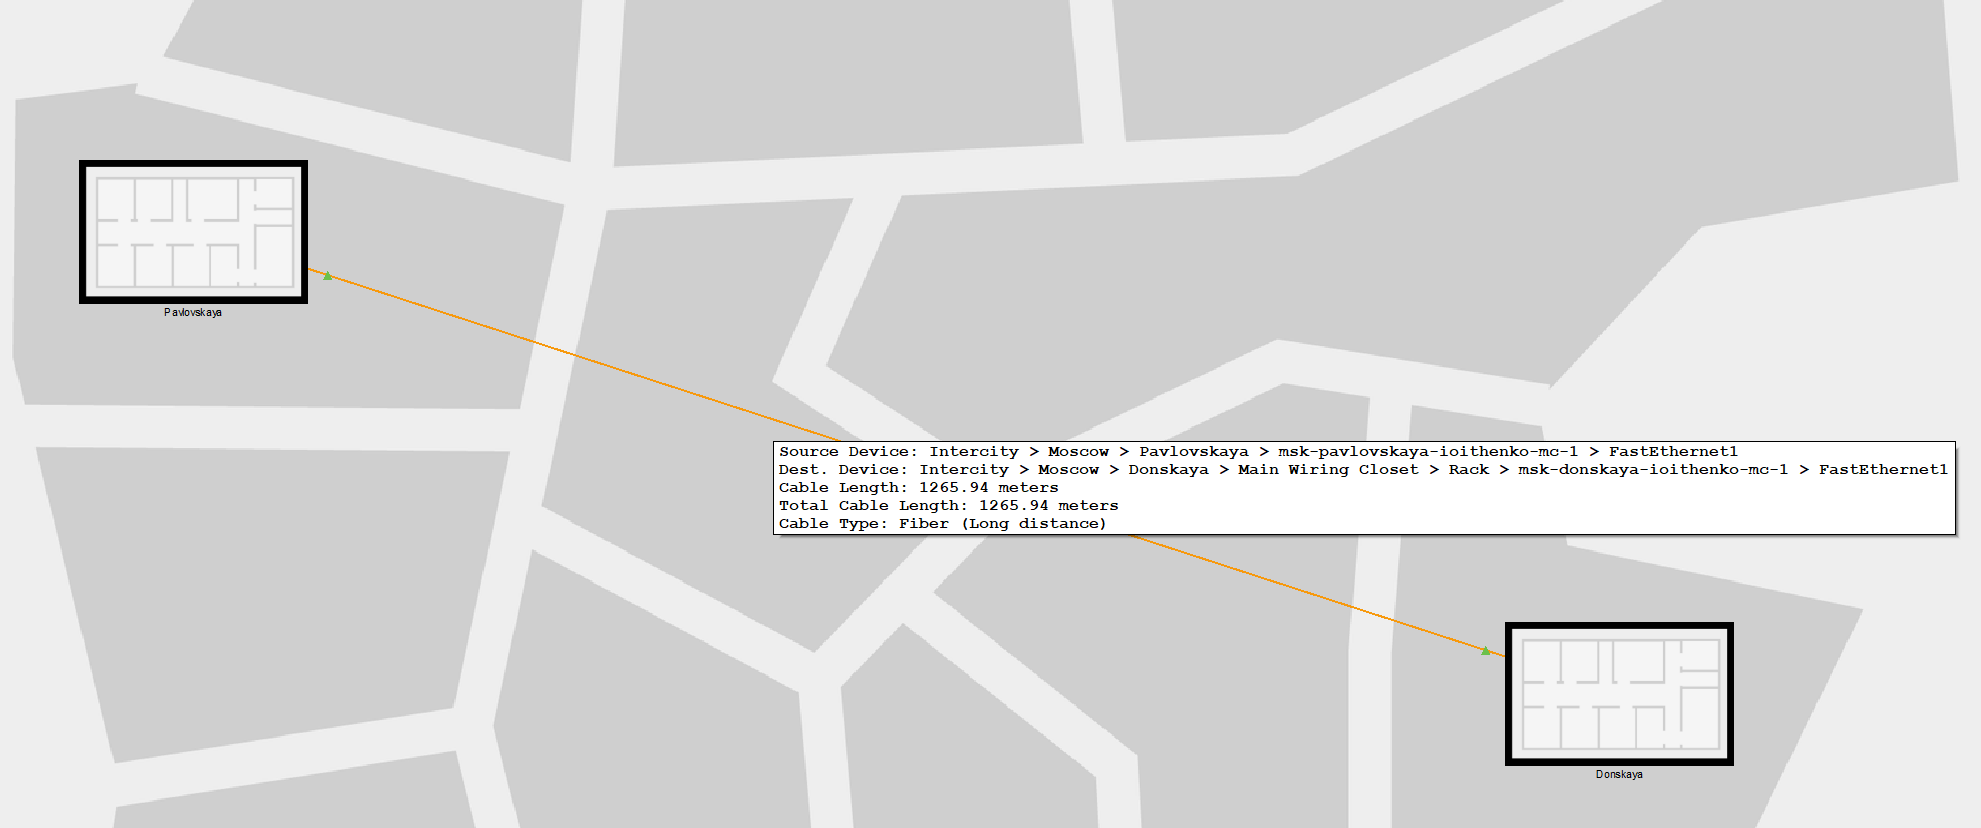 Pavlovskaya
Source Device: Intercity > Moscow > Pavlovskaya > msk-pavlovskaya-ioithenko-mc-1 > FastEthernet1
Dest. Device: Intercity > Moscow > Donskaya > Main Wiring Closet > Rack > msk-donskaya-ioithenko-mc-1 > FastEthernet1
Cable Length: 1265.94 meters
Total Cable Length: 1265.94 meters
Cable Type: Fiber (Long distance)
Donskaya